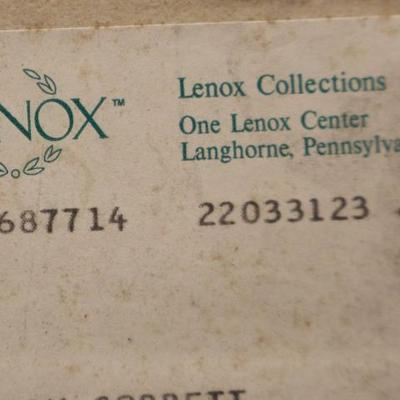 NOX™
Lenox Collections
One Lenox Center
Langhorne, Pennsylva
687714 22033123